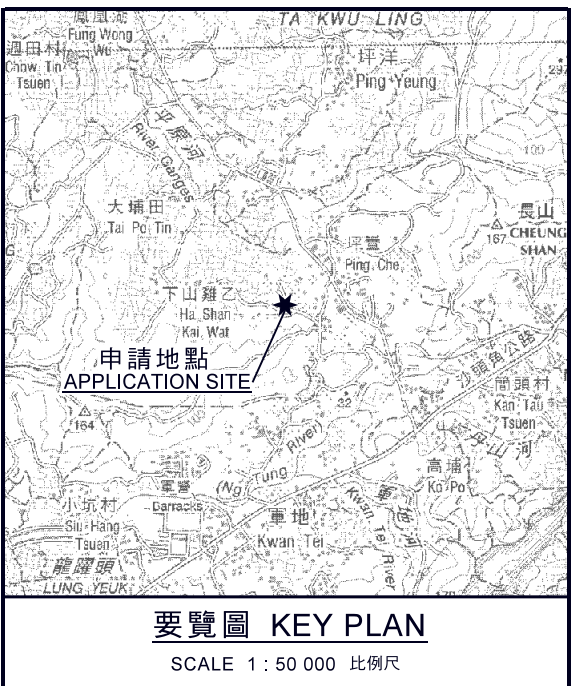 鳳凰湖
Fung Wong
Wu
TA KWU LING
週田村
Chow Tin
Tsuen
坪洋
Ping Yeung
297
平原河
River Ganges
100
大埔田
Tai Po Tin
長山
167
CHEUNG
SHAN
坪輋
Ping Che
下山雞乙
Ha Shan
Kai Wat
申請地點
APPLICATION SITE
沙頭角公路
簡頭村
Kan Tau
Tsuen
164
32
坪山河
(Ng Tung River)
高埔
Ko Po
軍營
Barracks
小坑村
Siu Hang
Tsuen
軍地
Kwan Tei
軍地河
Kwan Tei River
龍躍頭
LUNG YEUK
要覽圖 KEY PLAN
SCALE 1 : 50 000 比例尺